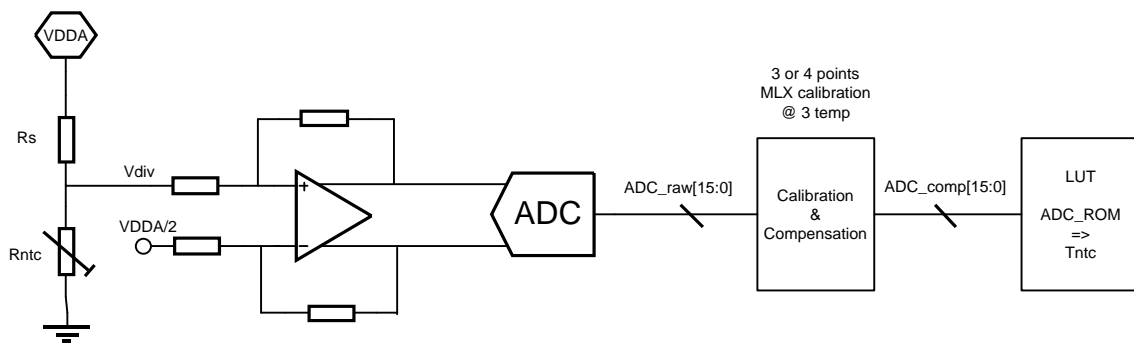 VDDA
Rs
Rntc
Vdiv
VDDA/2
+
−
ADC
ADC_raw[15:0]
3 or 4 points
MLX calibration
@ 3 temp
Calibration
&
Compensation
ADC_comp[15:0]
LUT
ADC_ROM
=>
Tntc